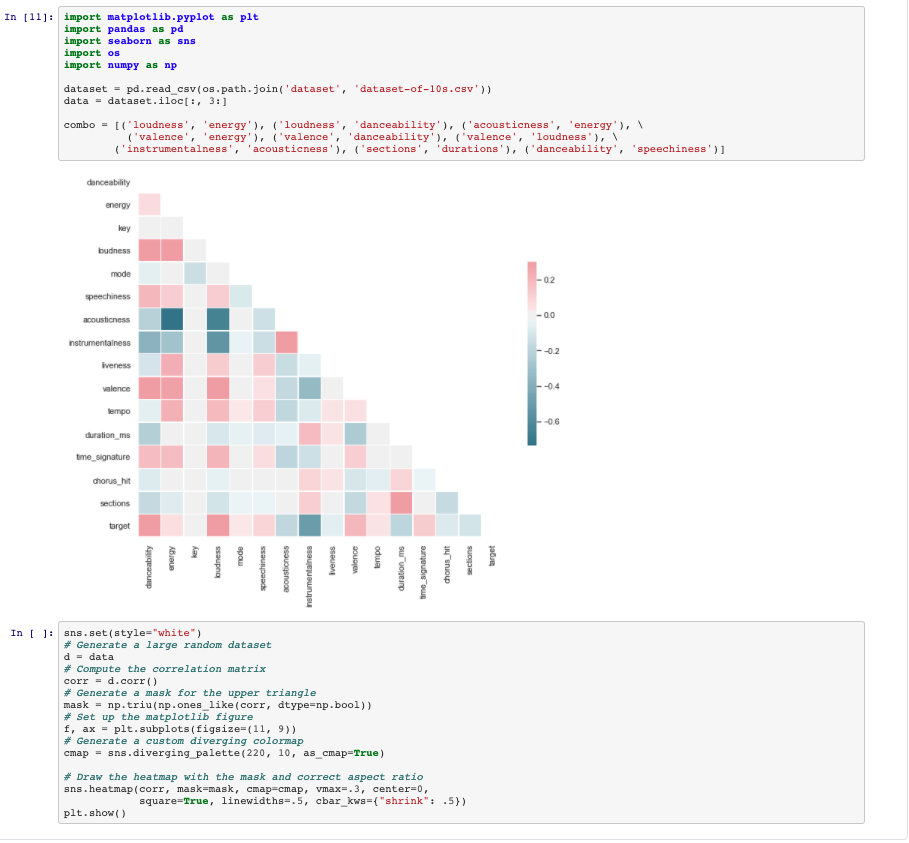 In [11]:
import matplotlib.pyplot as plt
import pandas as pd
import seaborn as sns
import os
import numpy as np
dataset = pd.read_csv(os.path.join('dataset', 'dataset-of-10s.csv'))
data = dataset.iloc[:, 3:]
combo = [('loudness', 'energy'), ('loudness', 'danceability'), ('acousticness', 'energy'), \
('valence', 'energy'), ('valence', 'danceability'), ('valence', 'loudness'), \
('instrumentalness', 'acousticness'), ('sections', 'durations'), ('danceability', 'speechiness')]
danceability
energy
key
loudness
mode
speechiness
acousticness
instrumentalness
liveness
valence
tempo
duration_ms
time_signature
chorus_hit
sections
target
danceability
energy
key
loudness
mode
speechiness
acousticness
instrumentalness
liveness
valence
tempo
duration_ms
time_signature
chorus_hit
sections
target
0.2
0.0
−0.2
−0.4
−0.6
In [ ]:
sns.set(style="white")
# Generate a large random dataset
d = data
# Compute the correlation matrix
corr = d.corr()
# Generate a mask for the upper triangle
mask = np.triu(np.ones_like(corr, dtype=np.bool))
# Set up the matplotlib figure
f, ax = plt.subplots(figsize=(11, 9))
# Generate a custom diverging colormap
cmap = sns.diverging_palette(220, 10, as_cmap=True)
# Draw the heatmap with the mask and correct aspect ratio
sns.heatmap(corr, mask=mask, cmap=cmap, vmax=.3, center=0,
square=True, linewidths=.5, cbar_kws={"shrink": .5})
plt.show()